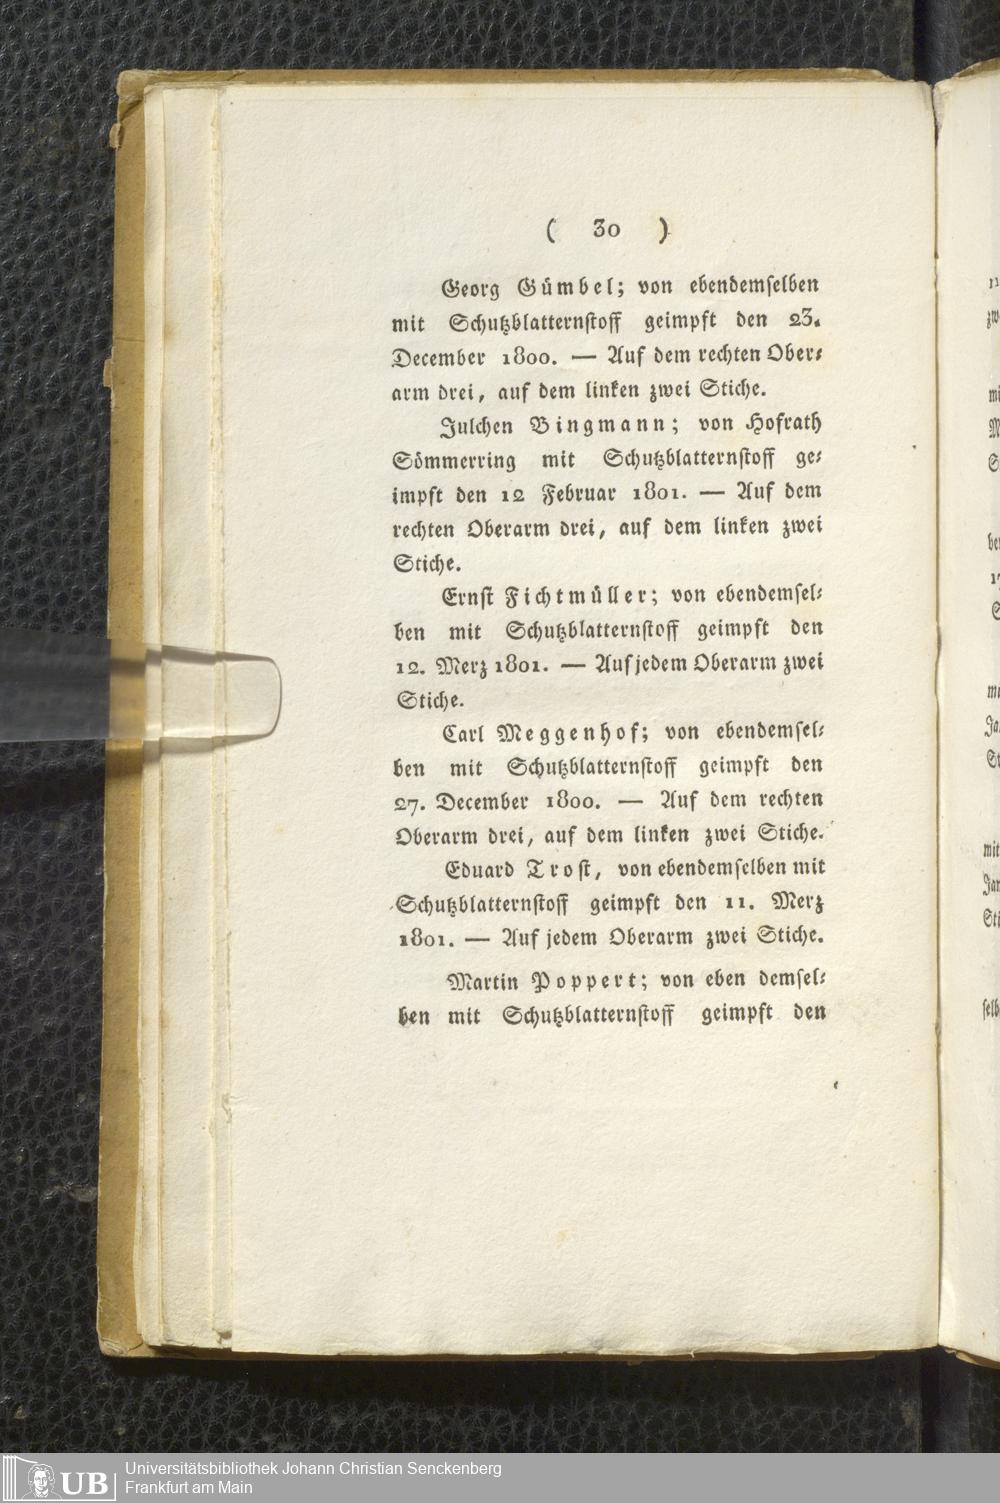 ( 30 )
Georg Gümbel; von ebendemſelben
mit Schutzblatternſtoff geimpft den 23.
December 1800. — Auf dem rechten Ober⸗
arm drei, auf dem linken zwei Stiche.
Julchen Bingmann; von Hofrath
Sömmerring mit Schutzblatternſtoff ge⸗
impft den 12 Februar 1801. — Auf dem
rechten Oberarm drei, auf dem linken zwei
Stiche.
Ernſt Fichtmüller; von ebendemſel⸗
ben mit Schutzblatternſtoff geimpft den
12. Merz 1801. — Auf jedem Oberarm zwei
Stiche.
Carl Meggenhof; von ebendemſel⸗
ben mit Schutzblatternſtoff geimpft den
27. December 1800. — Auf dem rechten
Oberarm drei, auf dem linken zwei Stiche.
Eduard Troſt, von ebendemſelben mit
Schutzblatternſtoff geimpft den 11. Merz
1801. — Auf jedem Oberarm zwei Stiche.
Martin Poppert; von eben demſel⸗
ben mit Schutzblatternſtoff geimpft den
UB
Universitätsbibliothek Johann Christian Senckenberg
Frankfurt am Main